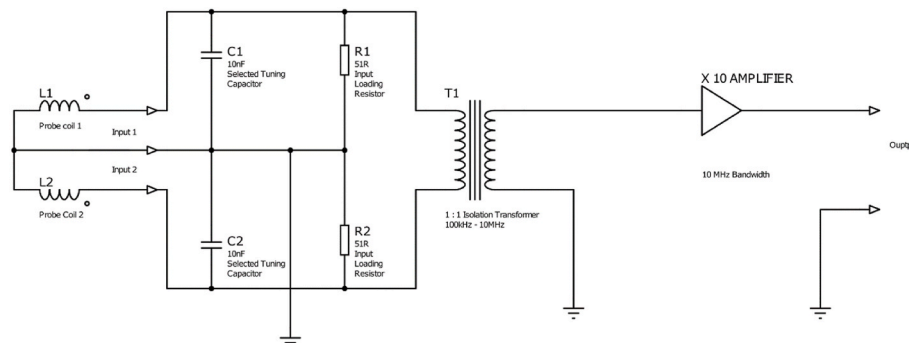 L1
Probe coil 1
Input 1
Input 2
L2
Probe Coil 2
C1
10nF
Selected Tuning
Capacitor
R1
51R
Input
Loading
Resistor
C2
10nF
Selected Tuning
Capacitor
R2
51R
Input
Loading
Resistor
T1
1 : 1 Isolation Transformer
100kHz - 10MHz
X 10 AMPLIFIER
10 MHz Bandwidth